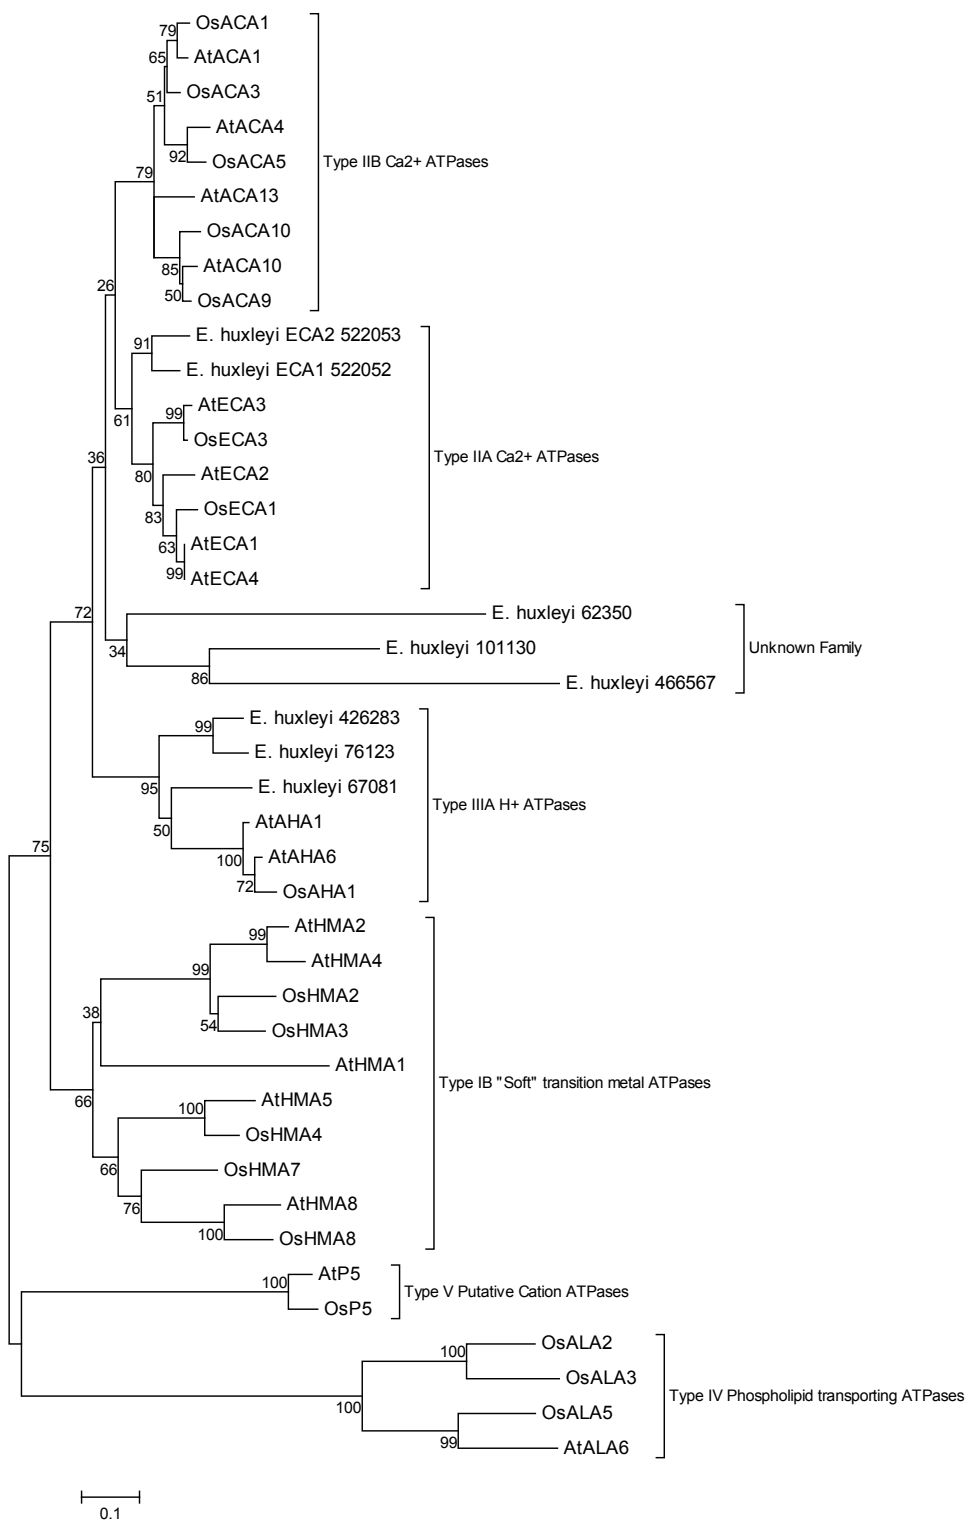 OsACA1
79
AtACA1
65
OsACA3
51
AtACA4
92
OsACA5
Type IIB Ca2+ ATPases
79
AtACA13
OsACA10
85
AtACA10
50
OsACA9
26
E. huxleyi ECA2 522053
91
E. huxleyi ECA1 522052
61
AtECA3
99
OsECA3
36
Type IIA Ca2+ ATPases
80
AtECA2
83
OsECA1
63
AtECA1
99
AtECA4
72
E. huxleyi 62350
34
E. huxleyi 101130
Unknown Family
86
E. huxleyi 466567
99
E. huxleyi 426283
E. huxleyi 76123
95
E. huxleyi 67081
Type IIIA H+ ATPases
50
AtAHA1
75
100
AtAHA6
72
OsAHA1
99
AtHMA2
AtHMA4
99
OsHMA2
38
54
OsHMA3
AtHMA1
Type IB "Soft" transition metal ATPases
66
100
AtHMA5
OsHMA4
66
OsHMA7
76
AtHMA8
100
OsHMA8
100
AtP5
Type V Putative Cation ATPases
OsP5
OsALA2
100
OsALA3
Type IV Phospholipid transporting ATPases
100
OsALA5
99
AtALA6
0.1